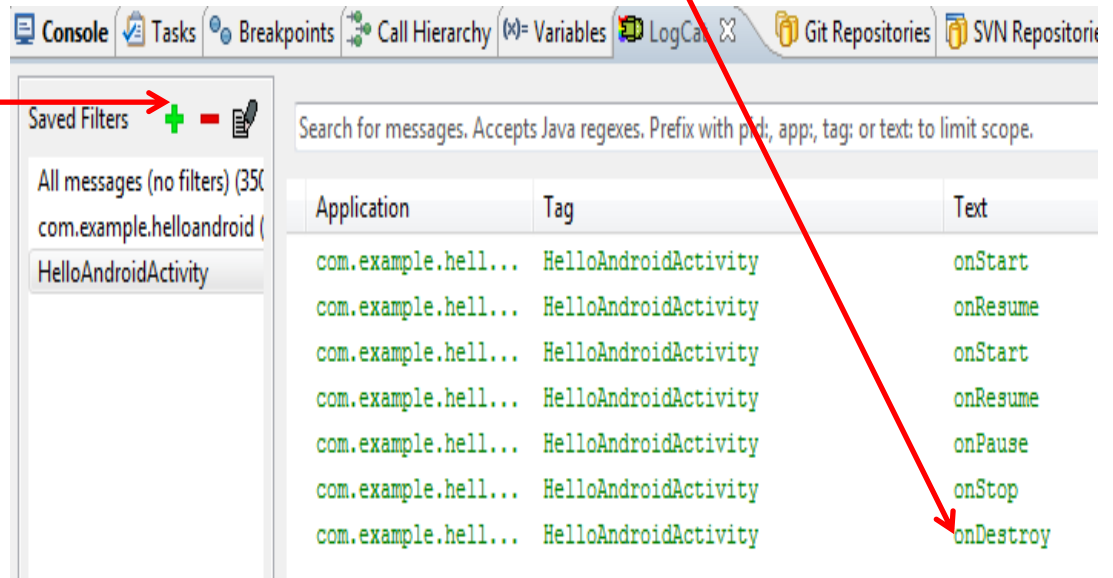 Console Tasks Breakpoints Call Hierarchy (x)= Variables LogCat Git Repositories SVN Repositorie
Saved Filters
Search for messages. Accepts Java regexes. Prefix with pid:, app:, tag: or text: to limit scope.
All messages (no filters) (350
com.example.helloandroid (
HelloAndroidActivity
Application Tag Text
com.example.hell... HelloAndroidActivity onStart
com.example.hell... HelloAndroidActivity onResume
com.example.hell... HelloAndroidActivity onStart
com.example.hell... HelloAndroidActivity onResume
com.example.hell... HelloAndroidActivity onPause
com.example.hell... HelloAndroidActivity onStop
com.example.hell... HelloAndroidActivity onDestroy